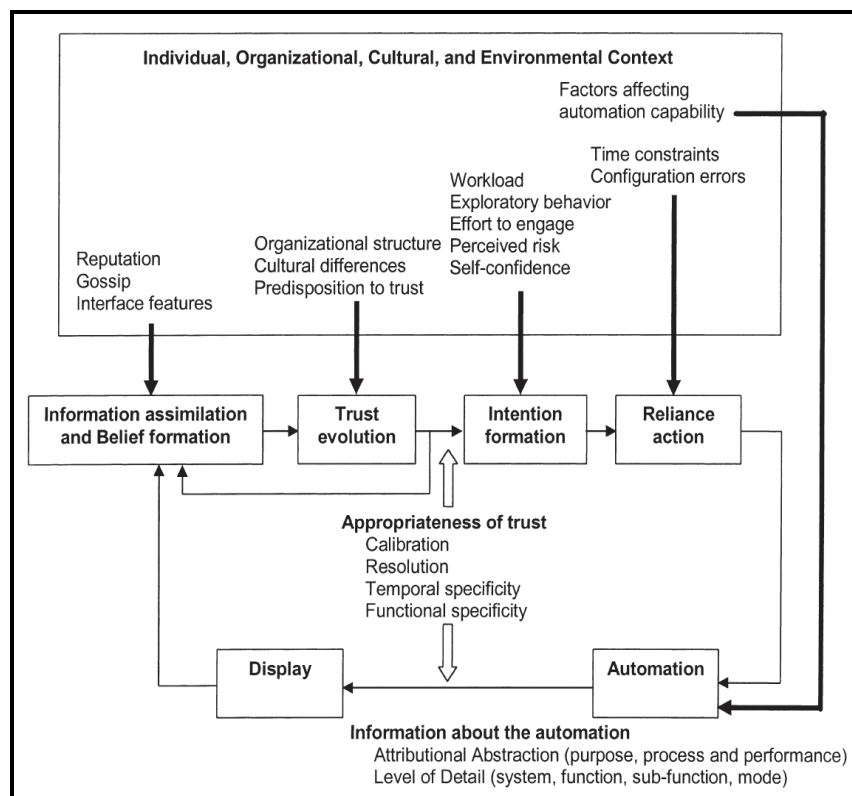 Individual, Organizational, Cultural, and Environmental Context
Factors affecting
automation capability
Time constraints
Configuration errors
Workload
Exploratory behavior
Effort to engage
Perceived risk
Self-confidence
Organizational structure
Cultural differences
Predisposition to trust
Reputation
Gossip
Interface features
Information assimilation
and Belief formation
Trust
evolution
Intention
formation
Reliance
action
Appropriateness of trust
Calibration
Resolution
Temporal specificity
Functional specificity
Display
Automation
Information about the automation
Attributional Abstraction (purpose, process and performance)
Level of Detail (system, function, sub-function, mode)